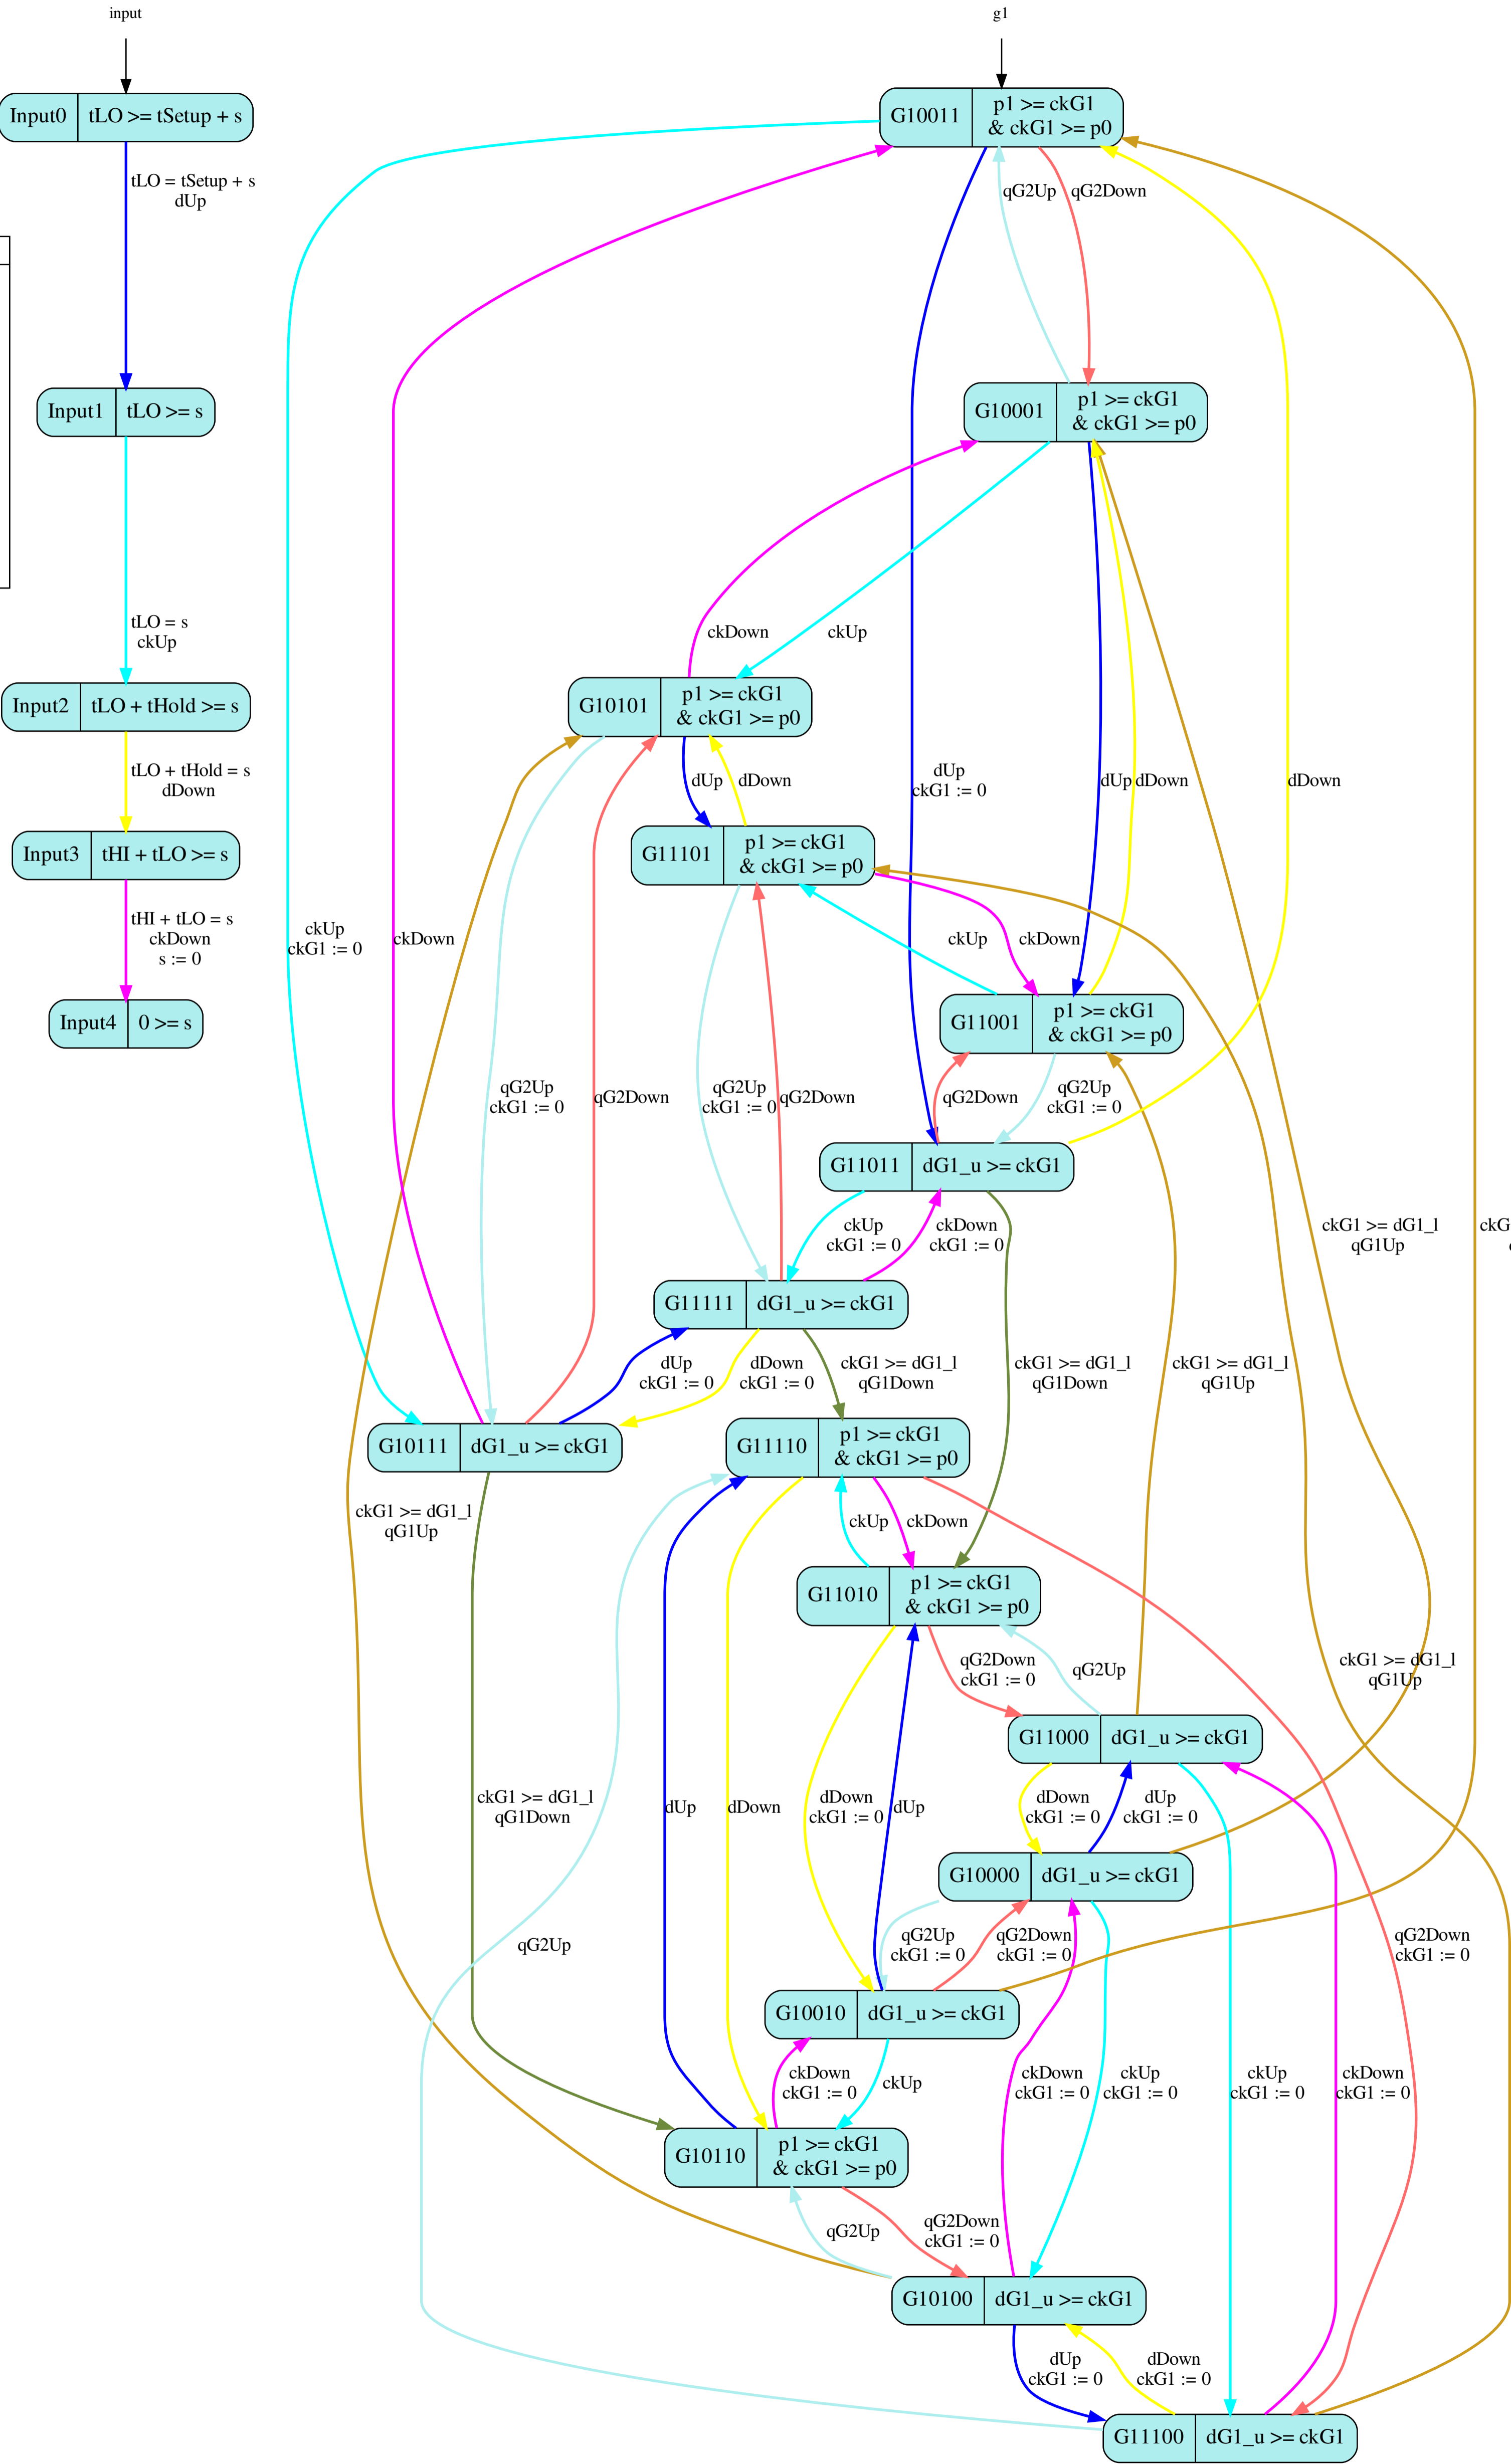 input
g1
Input0
tLO >= tSetup + s
G10011
p1 >= ckG1
& ckG1 >= p0
tLO = tSetup + s
dUp
qG2Up
qG2Down
Input1
tLO >= s
G10001
p1 >= ckG1
& ckG1 >= p0
tLO = s
ckUp
ckDown
ckUp
Input2
tLO + tHold >= s
G10101
p1 >= ckG1
& ckG1 >= p0
tLO + tHold = s
dDown
dUp
dDown
dUp
ckG1 := 0
dUp
dDown
dDown
Input3
tHI + tLO >= s
G11101
p1 >= ckG1
& ckG1 >= p0
tHI + tLO = s
ckDown
s := 0
ckUp
ckG1 := 0
ckDown
ckUp
ckDown
Input4
0 >= s
G11001
p1 >= ckG1
& ckG1 >= p0
qG2Up
ckG1 := 0
qG2Down
qG2Up
ckG1 := 0
qG2Down
qG2Down
qG2Up
ckG1 := 0
G11011
dG1_u >= ckG1
ckUp
ckG1 := 0
ckDown
ckG1 := 0
ckG1 >= dG1_l
qG1Up
G11111
dG1_u >= ckG1
dUp
ckG1 := 0
dDown
ckG1 := 0
ckG1 >= dG1_l
qG1Down
ckG1 >= dG1_l
qG1Down
ckG1 >= dG1_l
qG1Up
G10111
dG1_u >= ckG1
G11110
p1 >= ckG1
& ckG1 >= p0
ckG1 >= dG1_l
qG1Up
ckUp
ckDown
G11010
p1 >= ckG1
& ckG1 >= p0
qG2Down
ckG1 := 0
qG2Up
ckG1 >= dG1_l
qG1Up
G11000
dG1_u >= ckG1
ckG1 >= dG1_l
qG1Down
dUp
dDown
dDown
ckG1 := 0
dUp
dDown
ckG1 := 0
dUp
ckG1 := 0
G10000
dG1_u >= ckG1
qG2Up
qG2Up
ckG1 := 0
qG2Down
ckG1 := 0
qG2Down
ckG1 := 0
G10010
dG1_u >= ckG1
ckDown
ckG1 := 0
ckUp
ckDown
ckG1 := 0
ckUp
ckG1 := 0
ckUp
ckG1 := 0
ckDown
ckG1 := 0
G10110
p1 >= ckG1
& ckG1 >= p0
qG2Up
qG2Down
ckG1 := 0
G10100
dG1_u >= ckG1
dUp
ckG1 := 0
dDown
ckG1 := 0
G11100
dG1_u >= ckG1